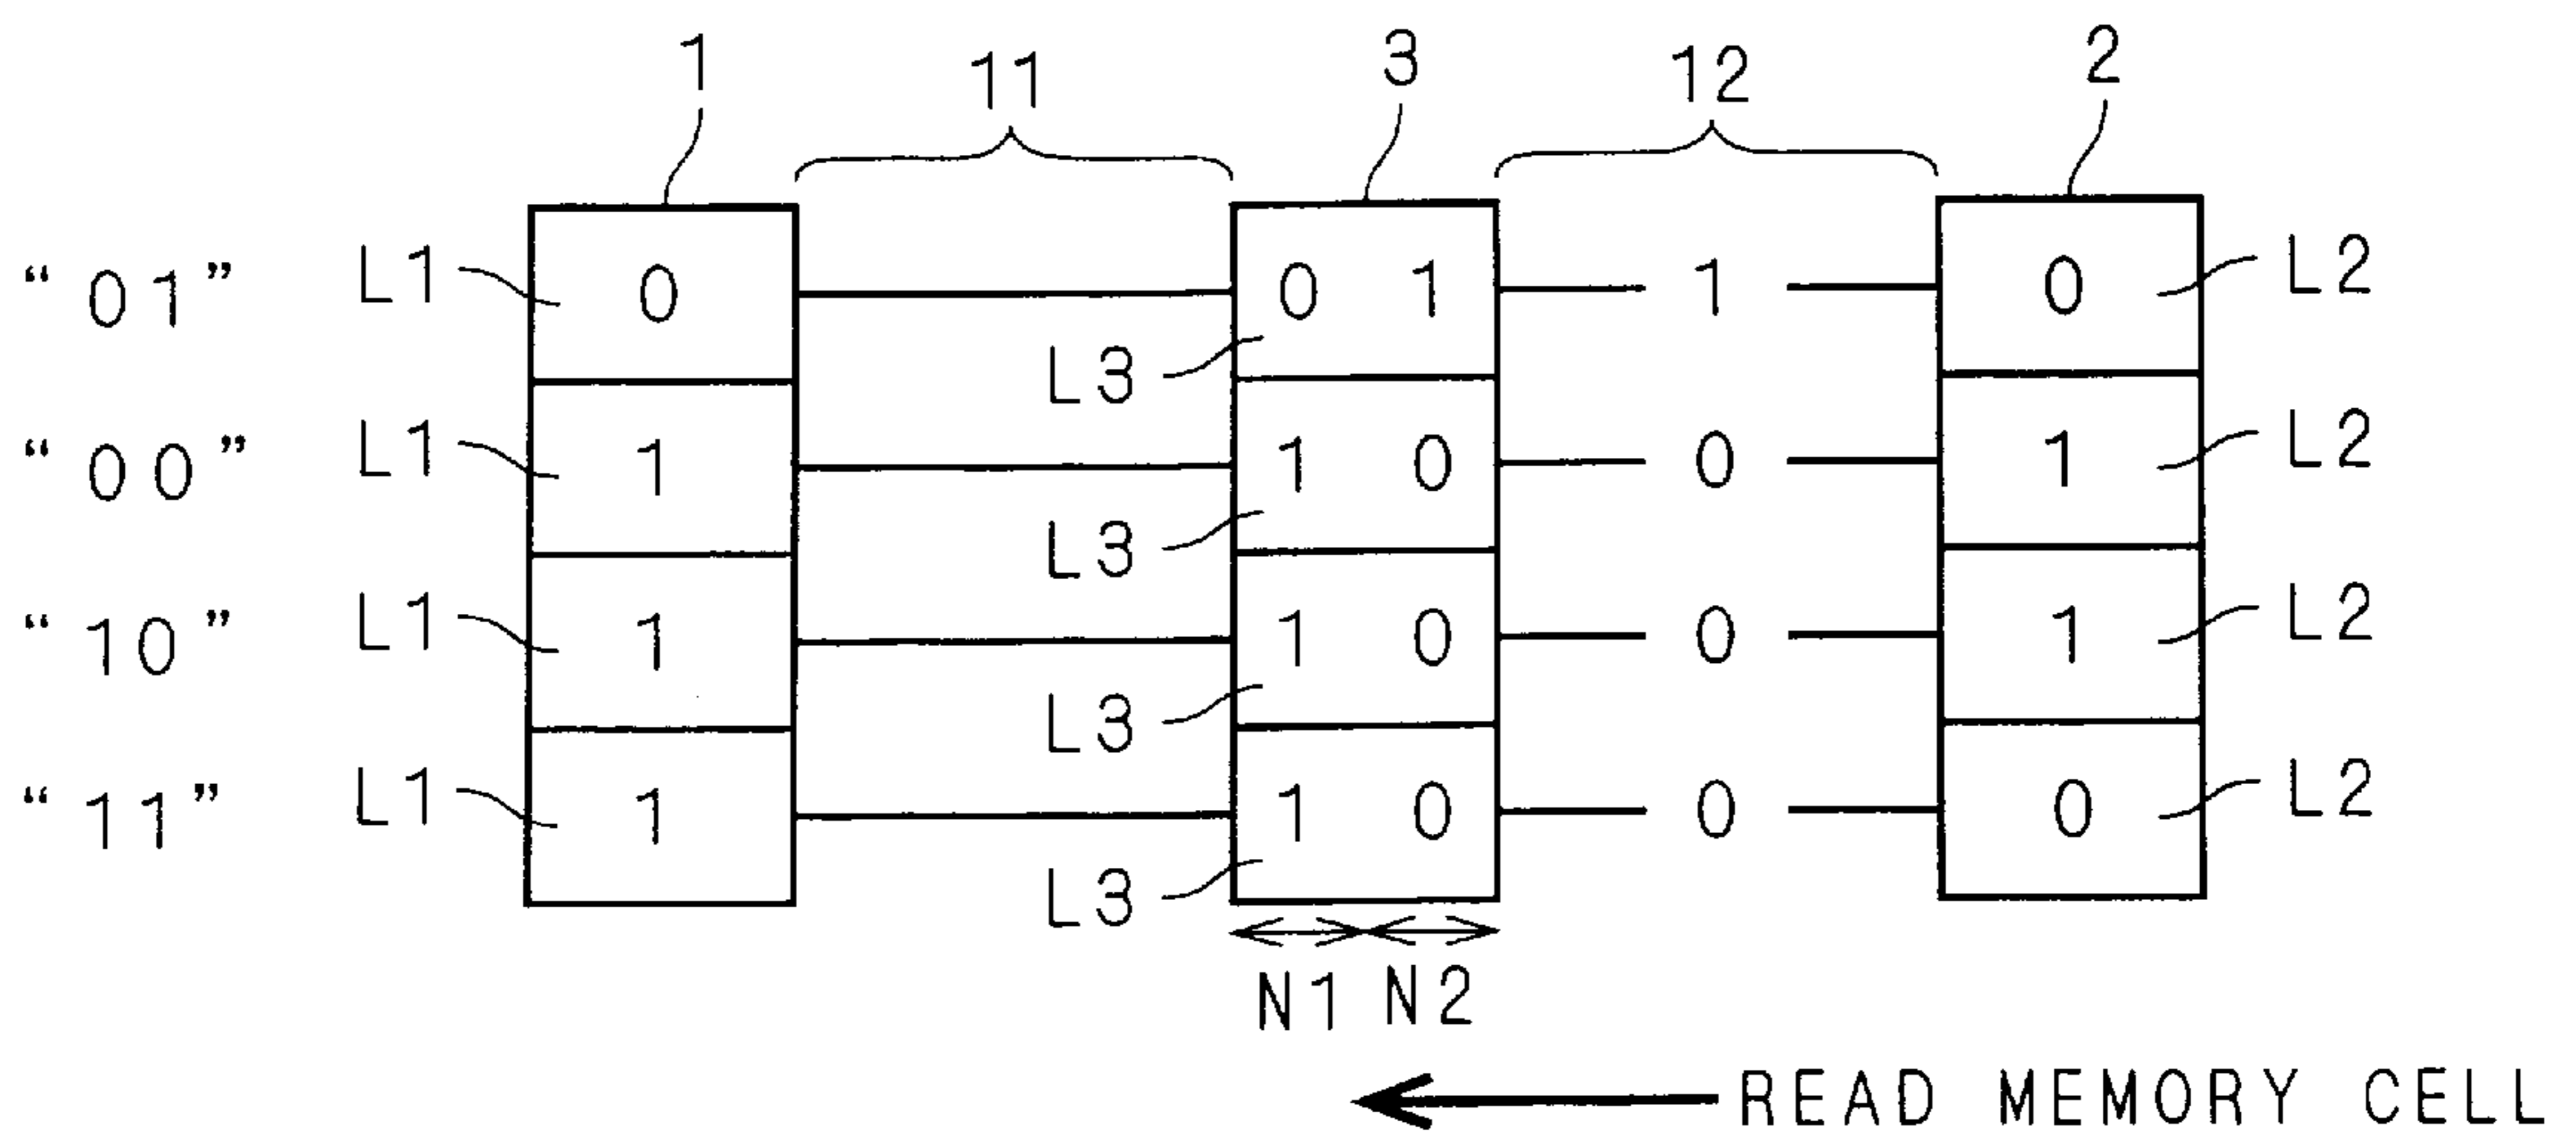 1 11 3 12 2
“01” L1 0 0 1 1 0 L2
L3
“00” L1 1 1 0 0 1 L2
L3
“10” L1 1 1 0 0 1 L2
L3
“11” L1 1 1 0 0 0 L2
L3
N1 N2
READ MEMORY CELL